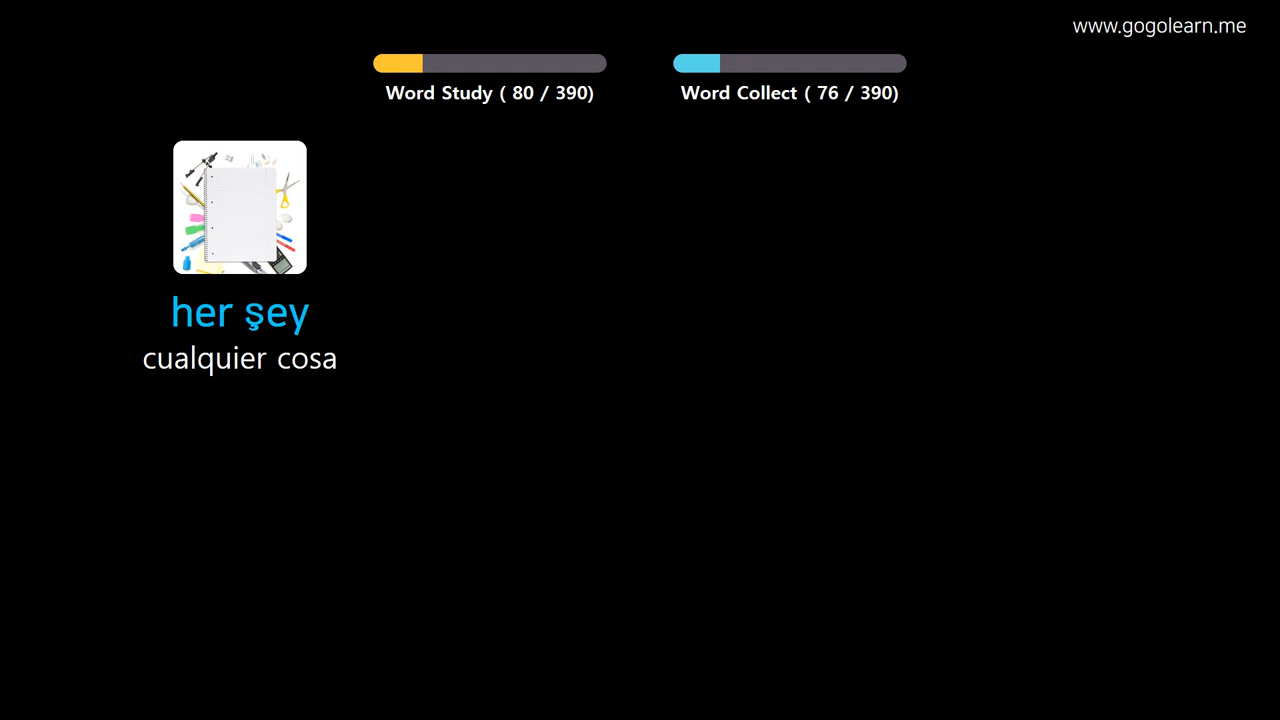 www.gogolearn.me
Word Study ( 80 / 390)
Word Collect ( 76 / 390)
her şey
cualquier cosa